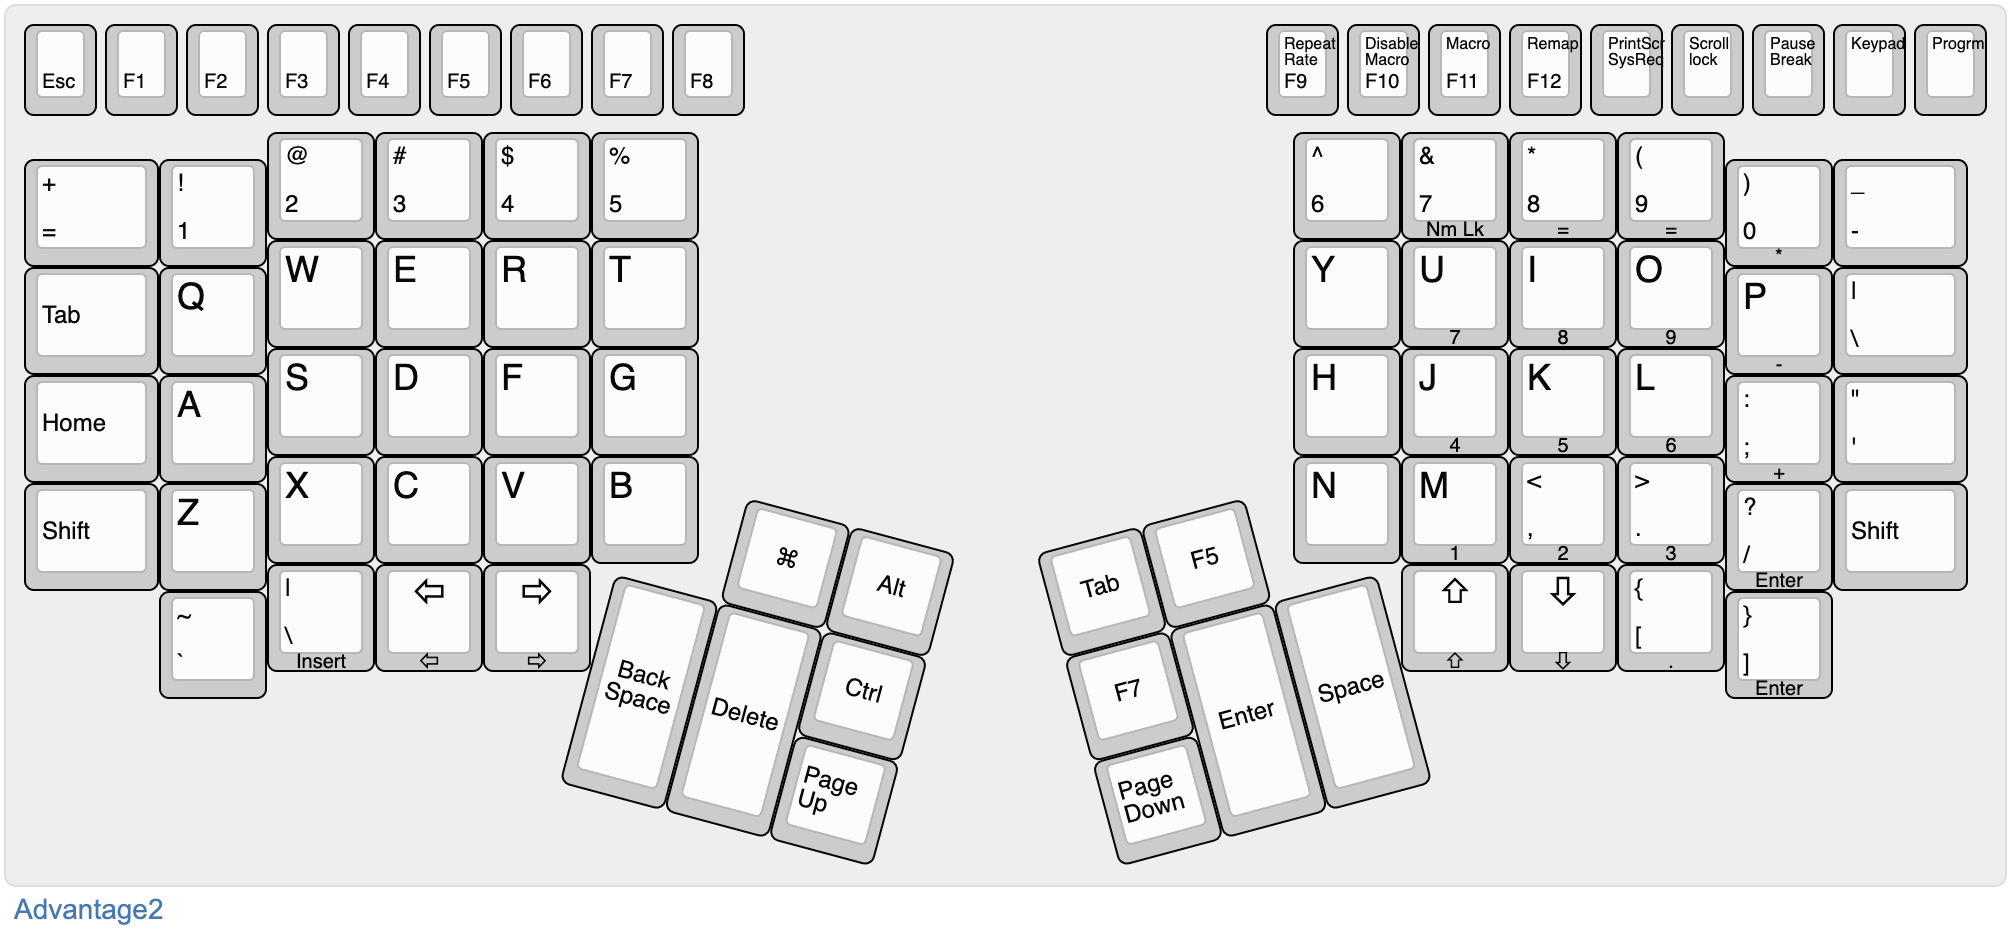 Esc
F1
F2
F3
F4
F5
F6
F7
F8
Repeat
Rate
F9
Disable
Macro
F10
Macro
F11
Remap
F12
PrintScr
SysReq
Scroll
lock
Pause
Break
Keypad
Progrm
+
=
!
1
@
2
#
3
$
4
%
5
^
6
&
7
Nm Lk
*
8
=
(
9
=
)
0
*
_
-
Tab
Q
W
E
R
T
Y
U
7
I
8
O
9
P
-
|
\
Home
A
S
D
F
G
H
J
4
K
5
L
6
:
;
+
"
'
Shift
Z
X
C
V
B
N
M
1
<
,
2
>
.
3
?
/
Enter
Shift
~
`
|
\
Insert
⇦
⇦
⇨
⇨
⇧
⇧
⇩
⇩
{
[
.
}
]
Enter
⌘
Alt
Back
Space
Delete
Ctrl
Page
Up
Tab
F5
F7
Enter
Space
Page
Down
Advantage2